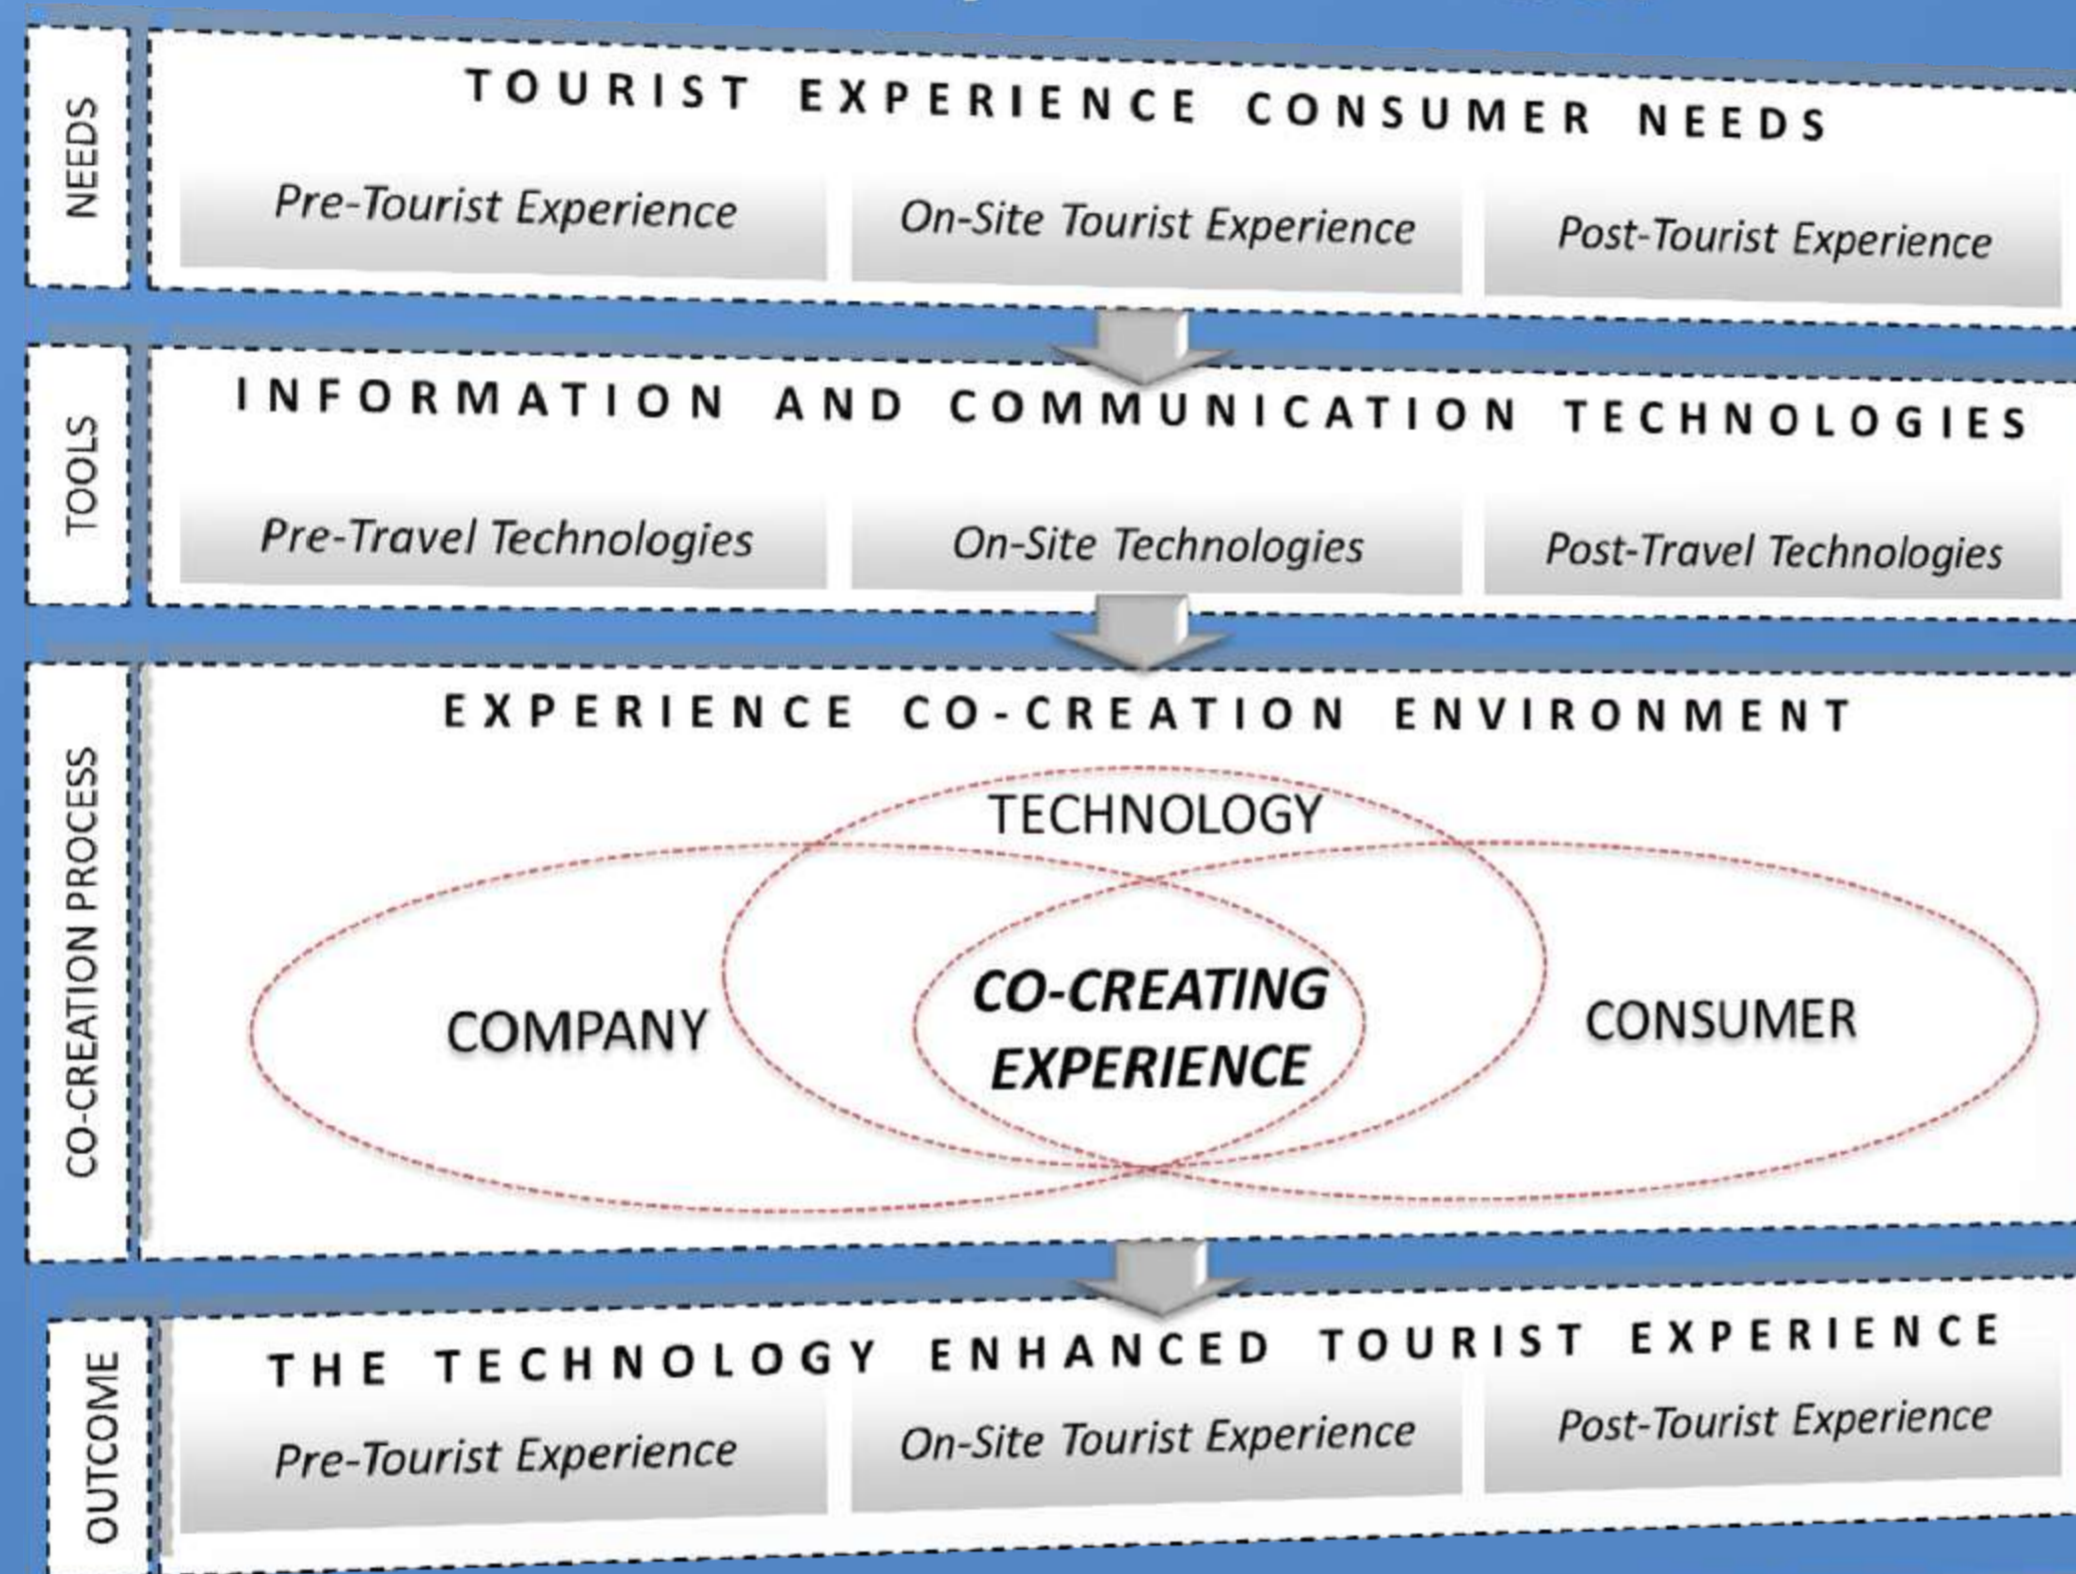 NEEDS
TOURIST EXPERIENCE CONSUMER NEEDS
Pre-Tourist Experience
On-Site Tourist Experience
Post-Tourist Experience
TOOLS
INFORMATION AND COMMUNICATION TECHNOLOGIES
Pre-Travel Technologies
On-Site Technologies
Post-Travel Technologies
CO-CREATION PROCESS
EXPERIENCE CO-CREATION ENVIRONMENT
TECHNOLOGY
COMPANY
CO-CREATING
EXPERIENCE
CONSUMER
OUTCOME
THE TECHNOLOGY ENHANCED TOURIST EXPERIENCE
Pre-Tourist Experience
On-Site Tourist Experience
Post-Tourist Experience